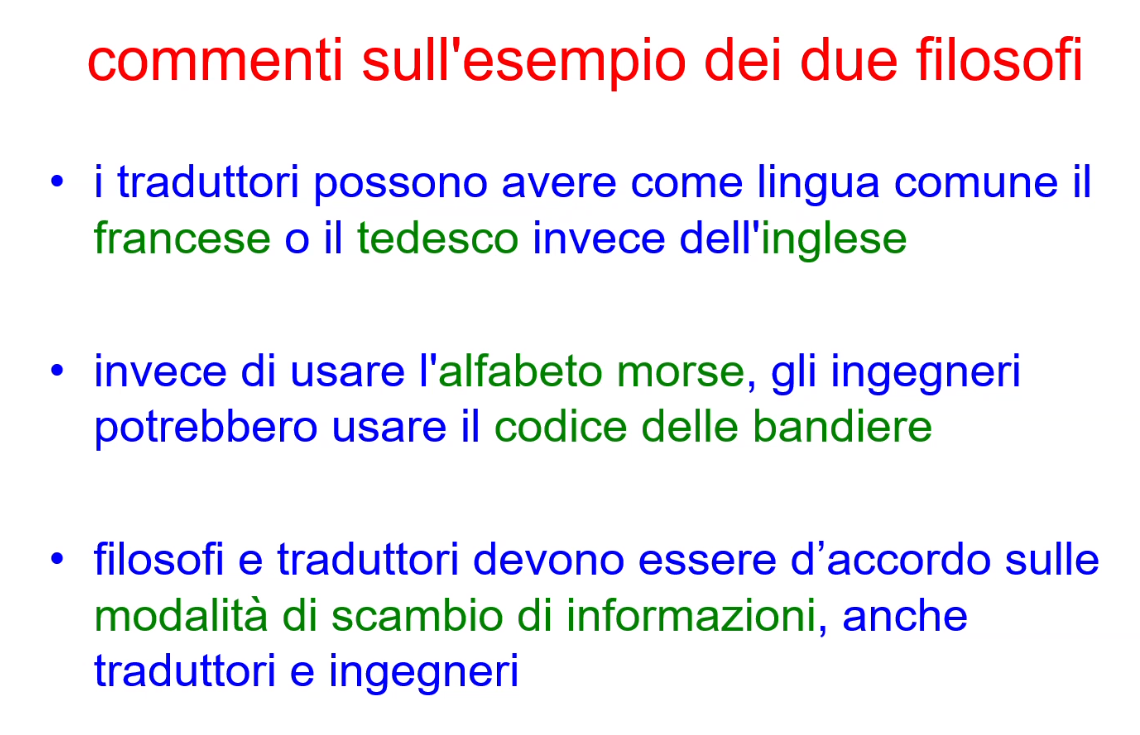 commenti sull'esempio dei due filosofi
• i traduttori possono avere come lingua comune il
francese o il tedesco invece dell'inglese
• invece di usare l'alfabeto morse, gli ingegneri
potrebbero usare il codice delle bandiere
• filosofi e traduttori devono essere d’accordo sulle
modalità di scambio di informazioni, anche
traduttori e ingegneri